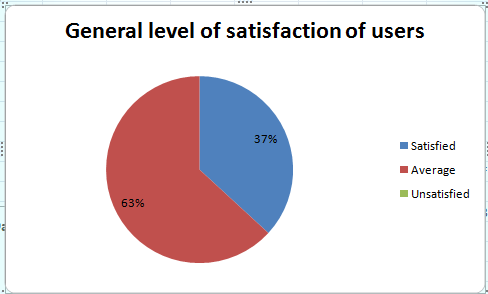 General level of satisfaction of users
37%
63%
Satisfied
Average
Unsatisfied